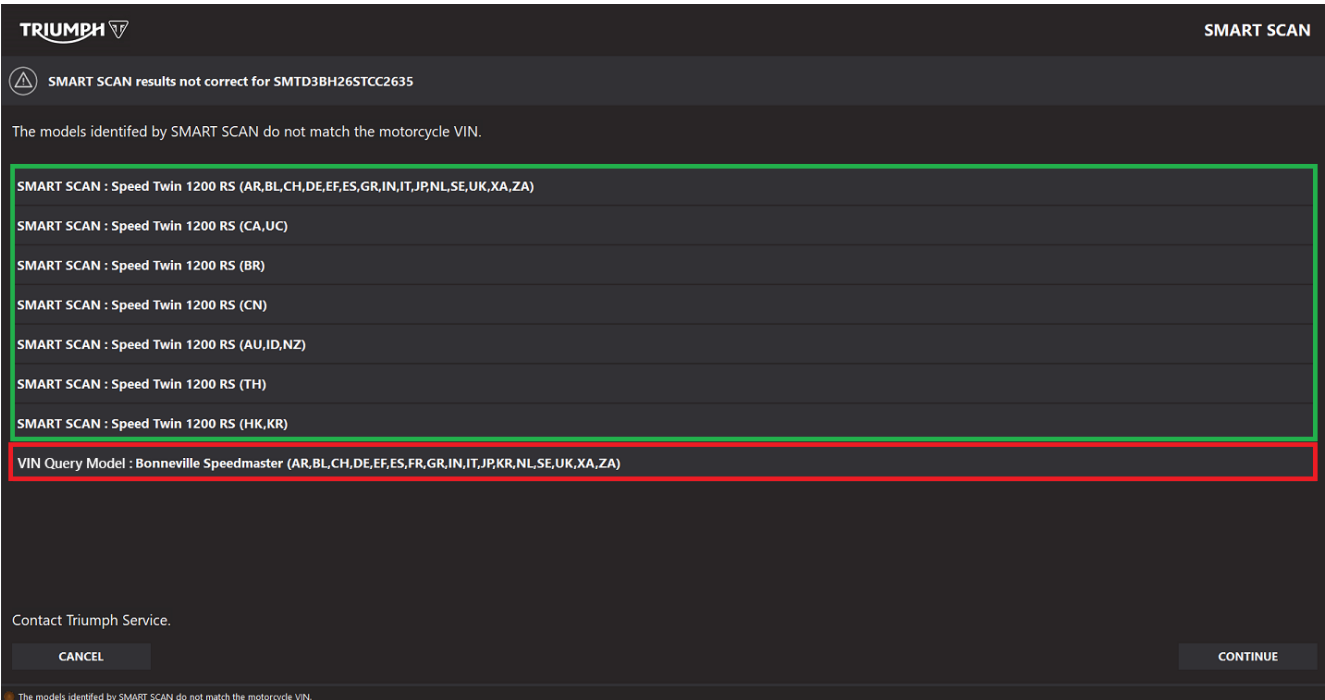 TRIUMPH
SMART SCAN
SMART SCAN results not correct for SMTD3BH26STCC2635
The models identifed by SMART SCAN do not match the motorcycle VIN.
SMART SCAN : Speed Twin 1200 RS (AR,BL,CH,DE,EF,ES,GR,IN,IT,JP,NL,SE,UK,XA,ZA)
SMART SCAN : Speed Twin 1200 RS (CA,UC)
SMART SCAN : Speed Twin 1200 RS (BR)
SMART SCAN : Speed Twin 1200 RS (CN)
SMART SCAN : Speed Twin 1200 RS (AU,ID,NZ)
SMART SCAN : Speed Twin 1200 RS (TH)
SMART SCAN : Speed Twin 1200 RS (HK,KR)
VIN Query Model : Bonneville Speedmaster (AR,BL,CH,DE,EF,ES,FR,GR,IN,IT,JP,KR,NL,SE,UK,XA,ZA)
Contact Triumph Service.
CANCEL
CONTINUE
The models identifed by SMART SCAN do not match the motorcycle VIN.